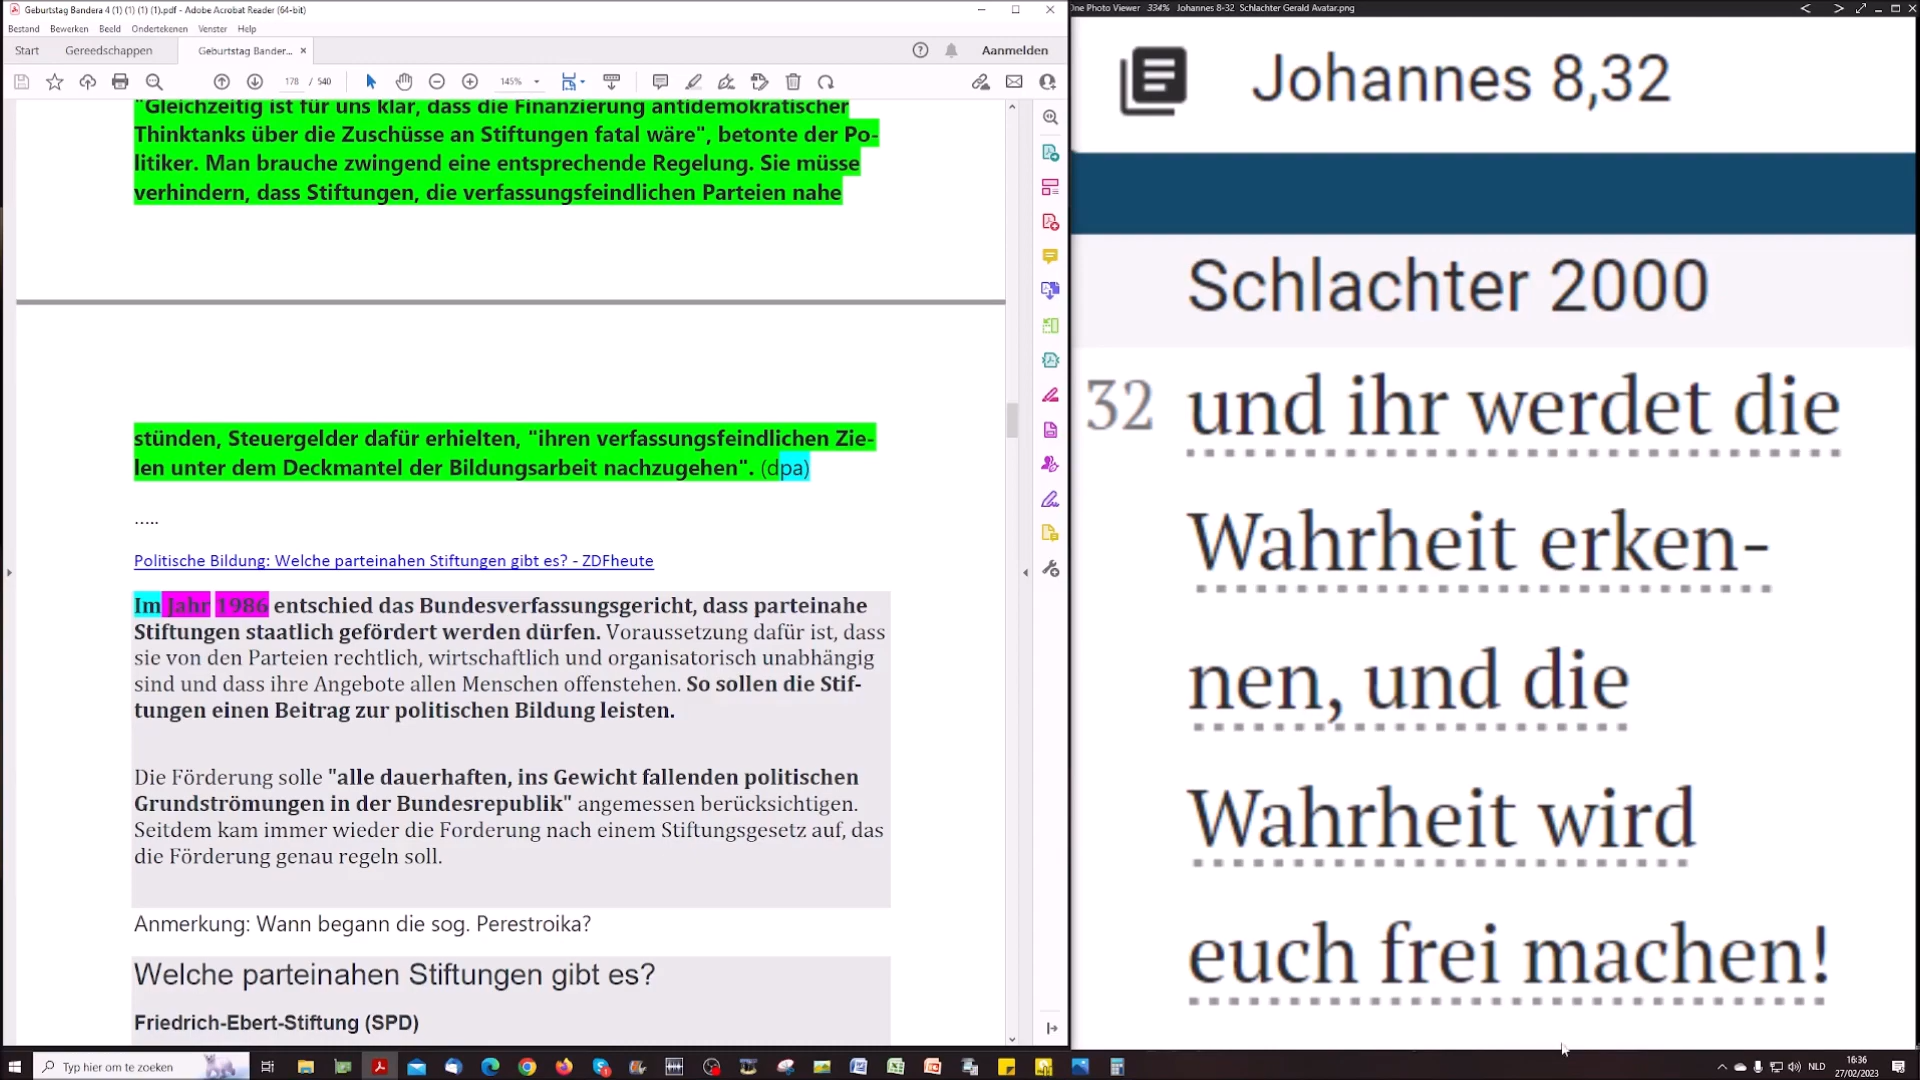 Geburtstag Bandera 4 (1) (1) (1) (1).pdf - Adobe Acrobat Reader (64-bit)
Bestand Bewerken Beeld Ondertekenen Venster Help
Start Gereedschappen Geburtstag Bander... × Aanmelden
178 / 540 145%
"Gleichzeitig ist für uns klar, dass die Finanzierung antidemokratischer
Thinktanks über die Zuschüsse an Stiftungen fatal wäre", betonte der Po-
litiker. Man brauche zwingend eine entsprechende Regelung. Sie müsse
verhindern, dass Stiftungen, die verfassungsfeindlichen Parteien nahe
stünden, Steuergelder dafür erhielten, "ihren verfassungsfeindlichen Zie-
len unter dem Deckmantel der Bildungsarbeit nachzugehen". (dpa)
.....
Politische Bildung: Welche parteinahen Stiftungen gibt es? - ZDFheute
Im Jahr 1986 entschied das Bundesverfassungsgericht, dass parteinahe
Stiftungen staatlich gefördert werden dürfen. Voraussetzung dafür ist, dass
sie von den Parteien rechtlich, wirtschaftlich und organisatorisch unabhängig
sind und dass ihre Angebote allen Menschen offenstehen. So sollen die Stif-
tungen einen Beitrag zur politischen Bildung leisten.
Die Förderung solle "alle dauerhaften, ins Gewicht fallenden politischen
Grundströmungen in der Bundesrepublik" angemessen berücksichtigen.
Seitdem kam immer wieder die Forderung nach einem Stiftungsgesetz auf, das
die Förderung genau regeln soll.
Anmerkung: Wann begann die sog. Perestroika?
Welche parteinahen Stiftungen gibt es?
Friedrich-Ebert-Stiftung (SPD)
One Photo Viewer 334% Johannes 8-32 Schlachter Gerald Avatar.png
Johannes 8,32
Schlachter 2000
32 und ihr werdet die
Wahrheit erken-
nen, und die
Wahrheit wird
euch frei machen!
Typ hier om te zoeken
NLD
16:36
27/02/2023